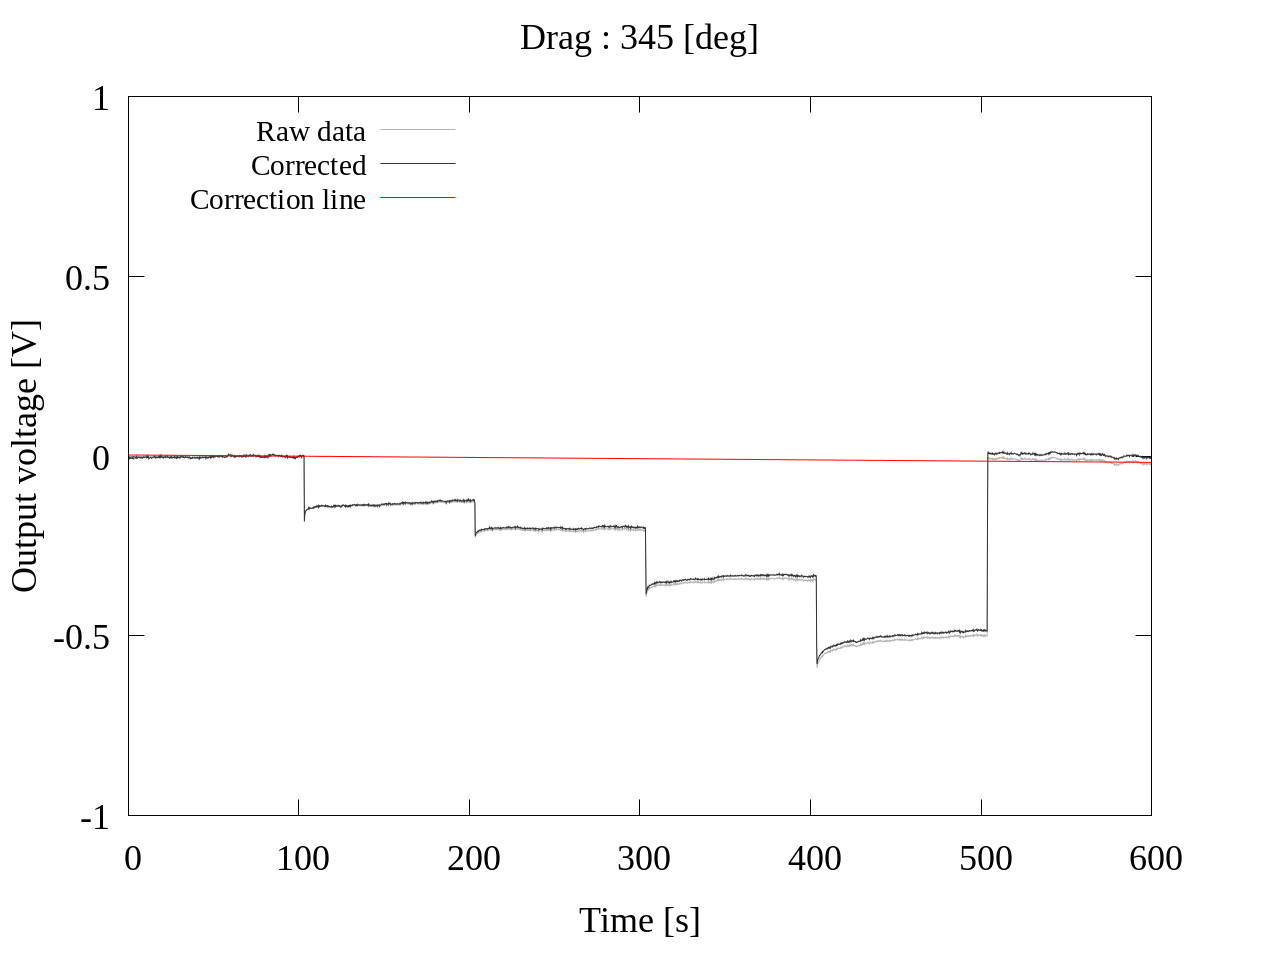 Drag : 345 [deg]
Raw data
Corrected
Correction line
1
0.5
0
-0.5
-1
Output voltage [V]
0 100 200 300 400 500 600
Time [s]